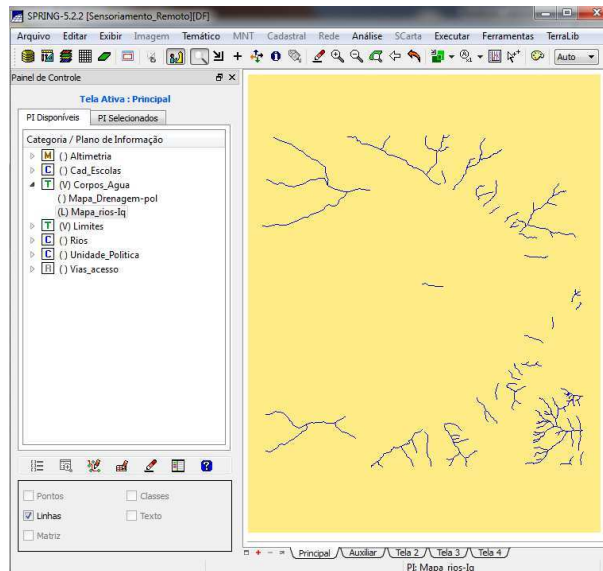 SPRING-5.2.2 [Sensoriamento_Remoto][DF]
Arquivo Editar Exibir Imagem Temático MNT Cadastral Rede Análise SCarta Executar Ferramentas TerraLib
Auto
Painel de Controle
Tela Ativa : Principal
PI Disponíveis PI Selecionados
Categoria / Plano de Informação
M () Altimetria
C () Cad_Escolas
T (V) Corpos_Agua
() Mapa_Drenagem-pol
(L) Mapa_rios-lq
T (V) Limites
C () Rios
C () Unidade_Politica
R () Vias_acesso
Pontos Classes
Linhas Texto
Matriz
Principal Auxiliar Tela 2 Tela 3 Tela 4
PI: Mapa_rios-lq